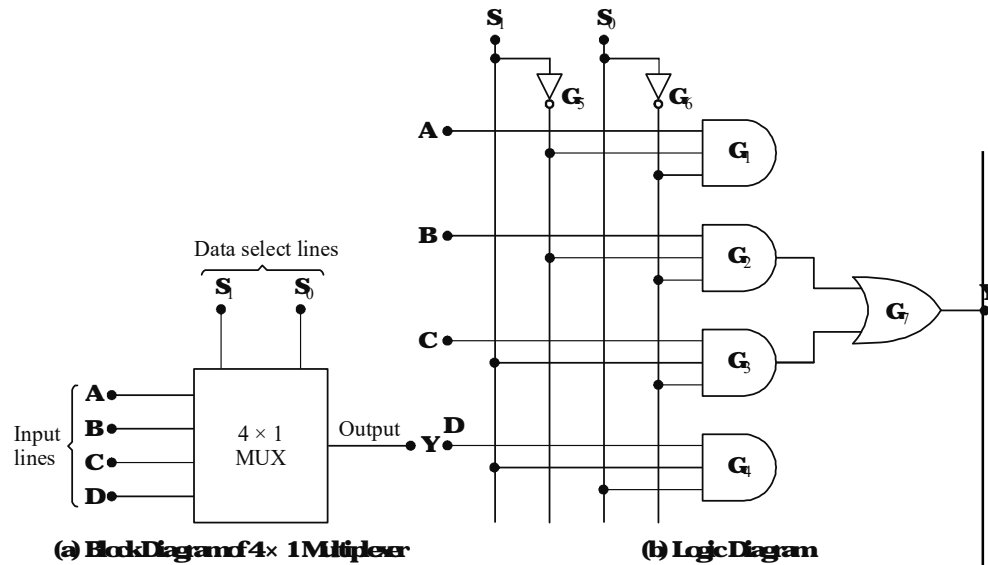 Data select lines
S1 S0
A
B
C
D
Input
lines
4 × 1
MUX
Output
Y
(a) Block Diagram of 4 × 1 Multiplexer
S1 S0
G5 G6
A
G1
B
G2
C
G3
D
G4
G7
Y
(b) Logic Diagram